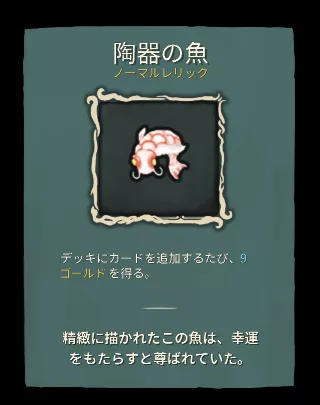 陶器の魚
ノーマルレリック
デッキにカードを追加するたび、9
ゴールドを得る。
精緻に描かれたこの魚は、幸運
をもたらすと尊ばれていた。